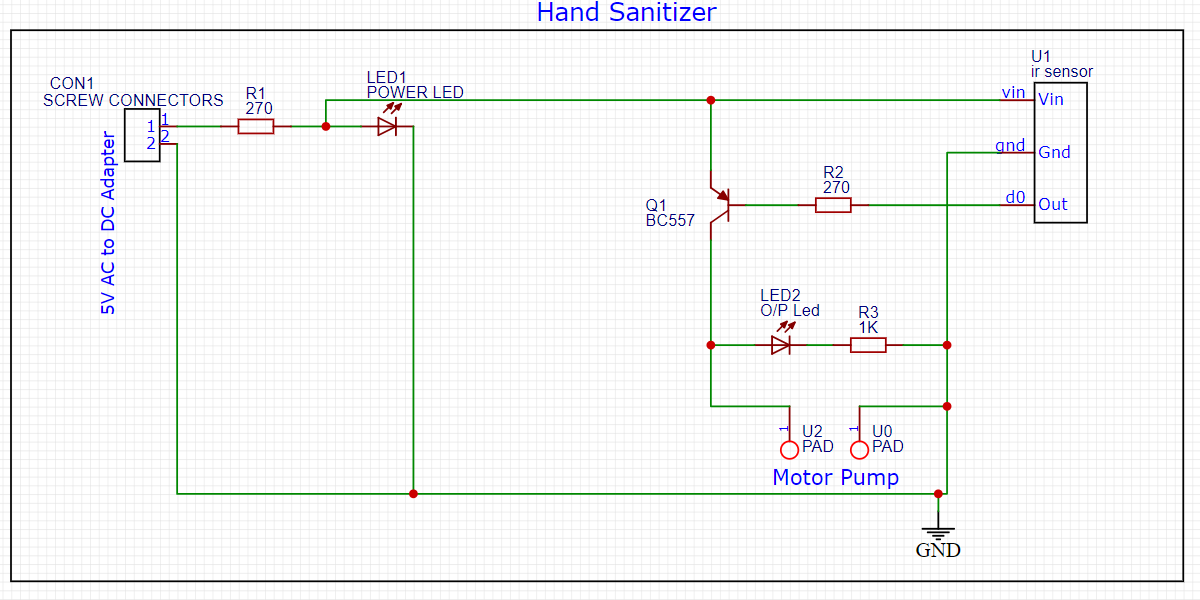 Hand Sanitizer
CON1
SCREW CONNECTORS
1
2
1
2
5V AC to DC Adapter
R1
270
LED1
POWER LED
U1
ir sensor
vin
Vin
gnd
Gnd
d0
Out
R2
270
Q1
BC557
LED2
O/P Led
R3
1K
1
U2
PAD
1
U0
PAD
Motor Pump
GND